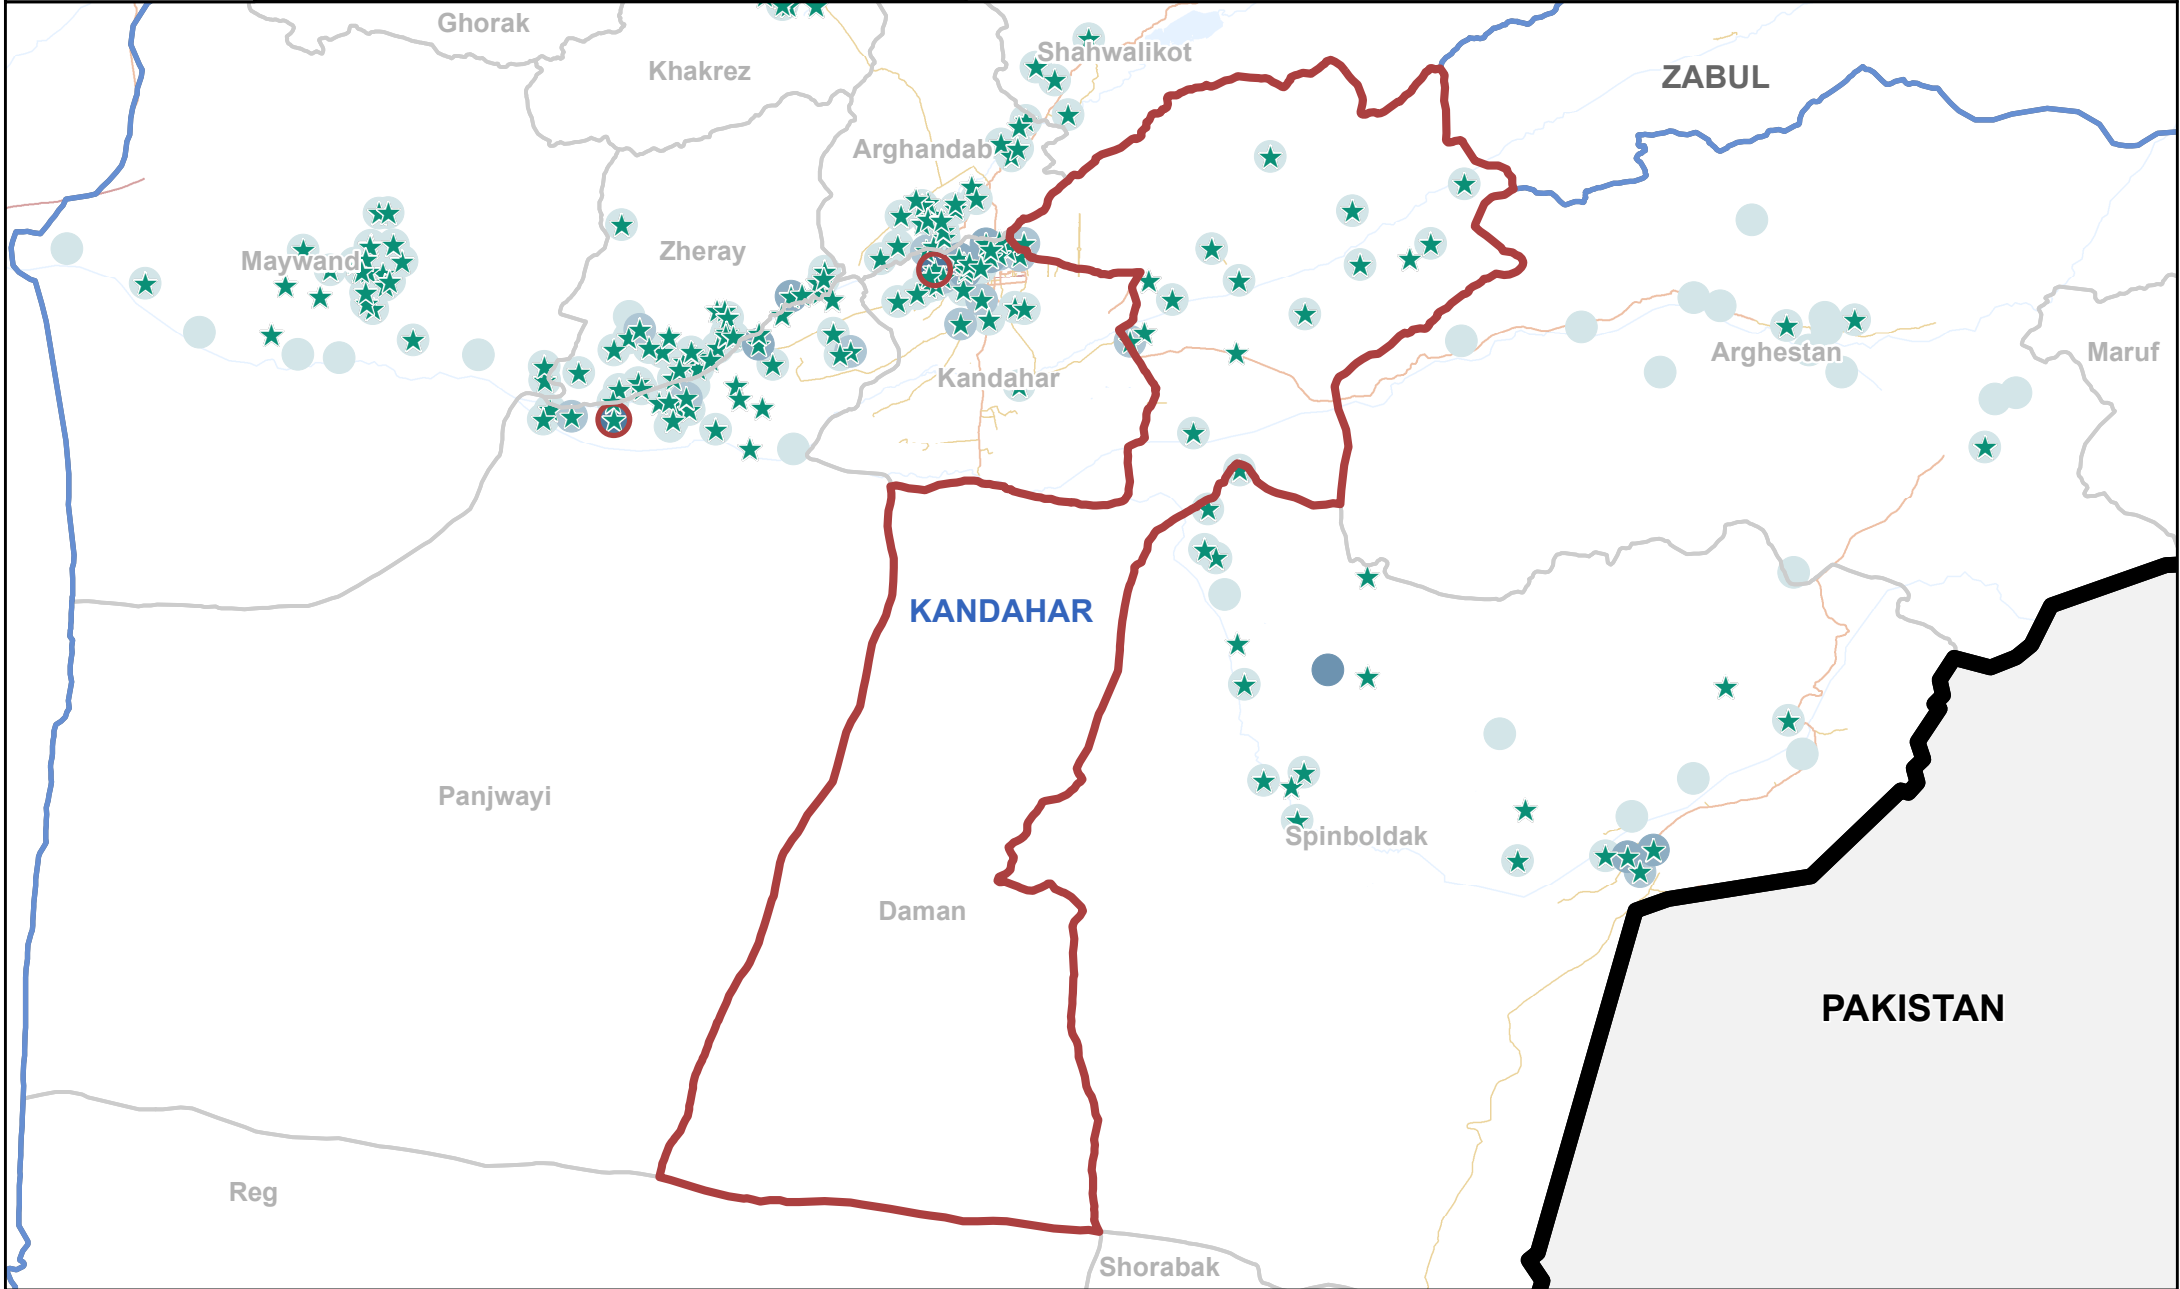 Ghorak
Khakrez
Shahwalikot
ZABUL
Arghandab
Maywand
Zheray
Arghestan
Maruf
Kandahar
KANDAHAR
Panjwayi
Spinboldak
Daman
PAKISTAN
Reg
Shorabak